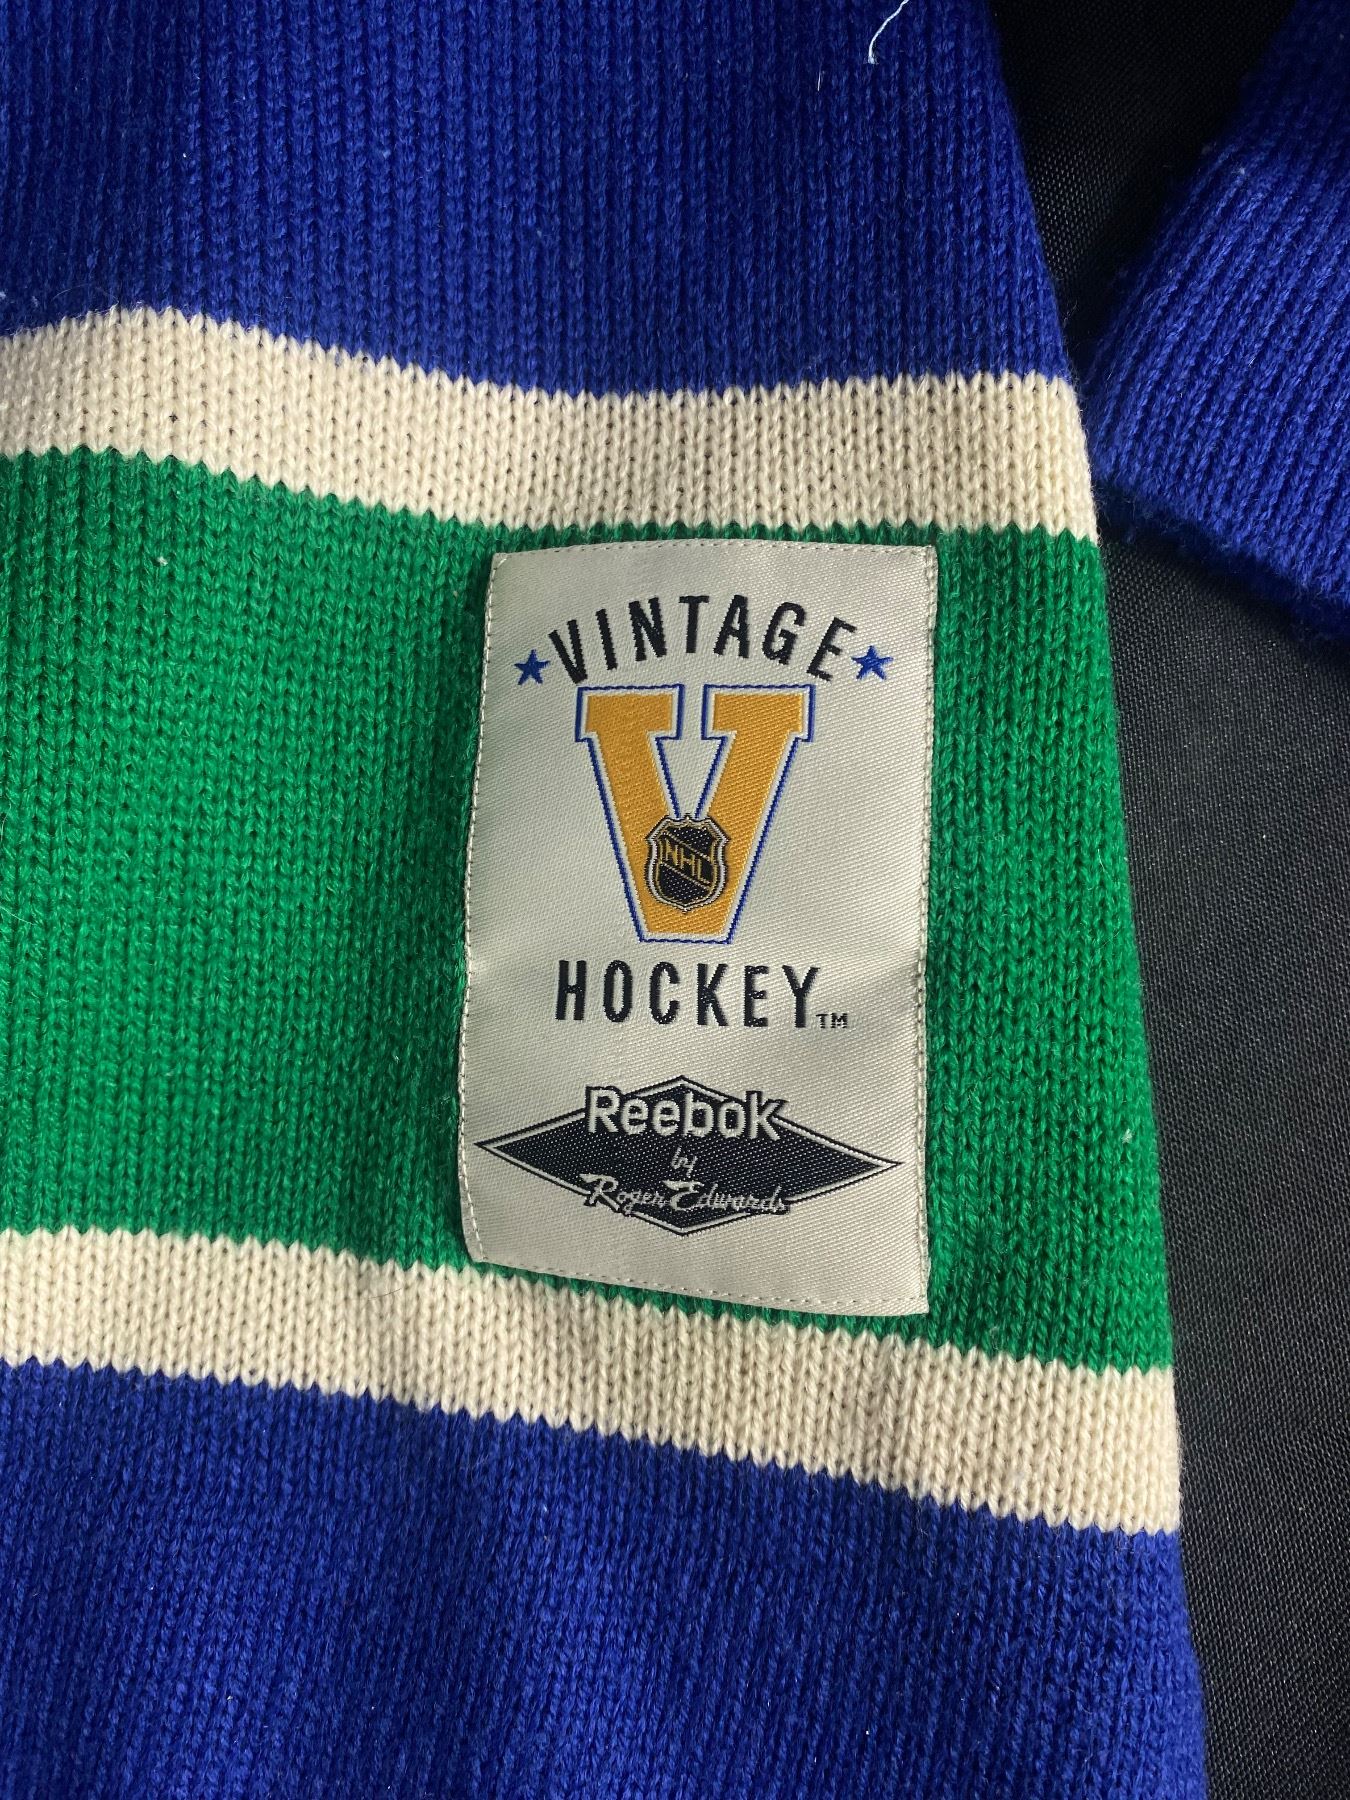 VINTAGE
V
NHL
HOCKEY™
Reebok
by
Roger Edwards